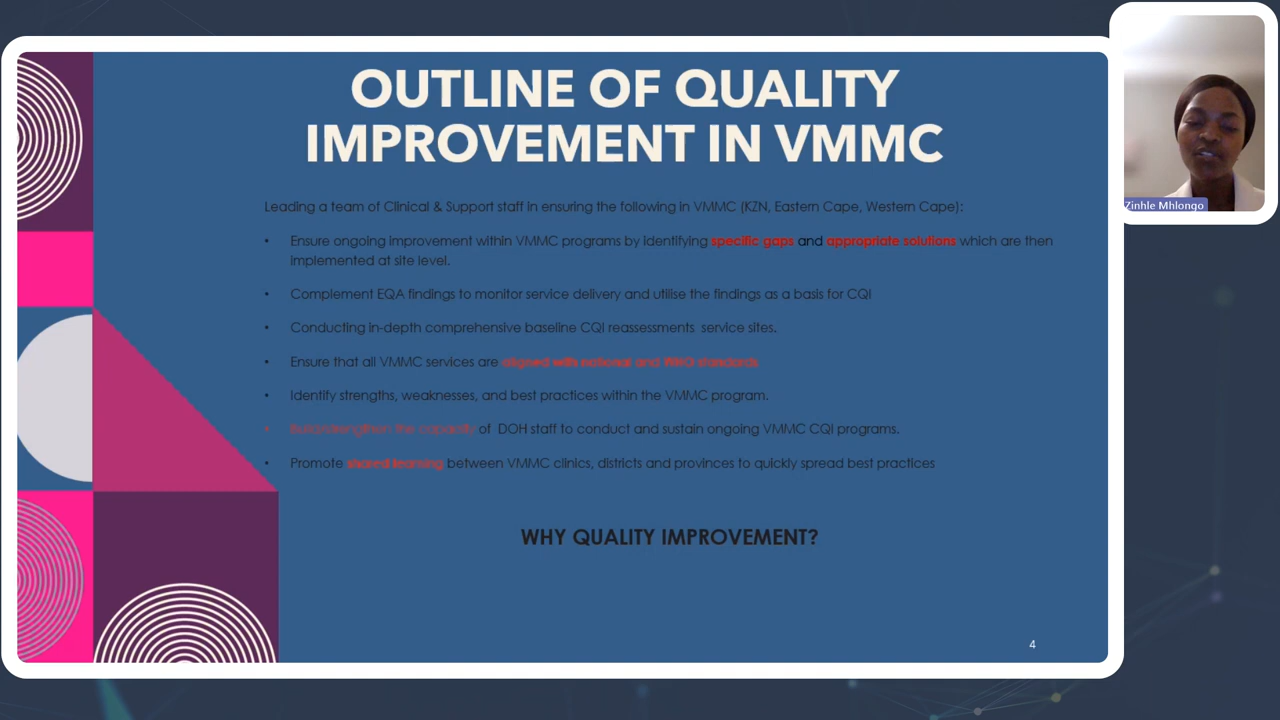 OUTLINE OF QUALITY
IMPROVEMENT IN VMMC
Leading a team of Clinical & Support staff in ensuring the following in VMMC (KZN, Eastern Cape, Western Cape):
• Ensure ongoing improvement within VMMC programs by identifying specific gaps and appropriate solutions which are then
implemented at site level.
• Complement EQA findings to monitor service delivery and utilise the findings as a basis for CQI
• Conducting in-depth comprehensive baseline CQI reassessments service sites.
• Ensure that all VMMC services are aligned with national and WHO standards
• Identify strengths, weaknesses, and best practices within the VMMC program.
• Build/strengthen the capacity of DOH staff to conduct and sustain ongoing VMMC CQI programs.
• Promote shared learning between VMMC clinics, districts and provinces to quickly spread best practices
WHY QUALITY IMPROVEMENT?
4
Zinhle Mhlongo